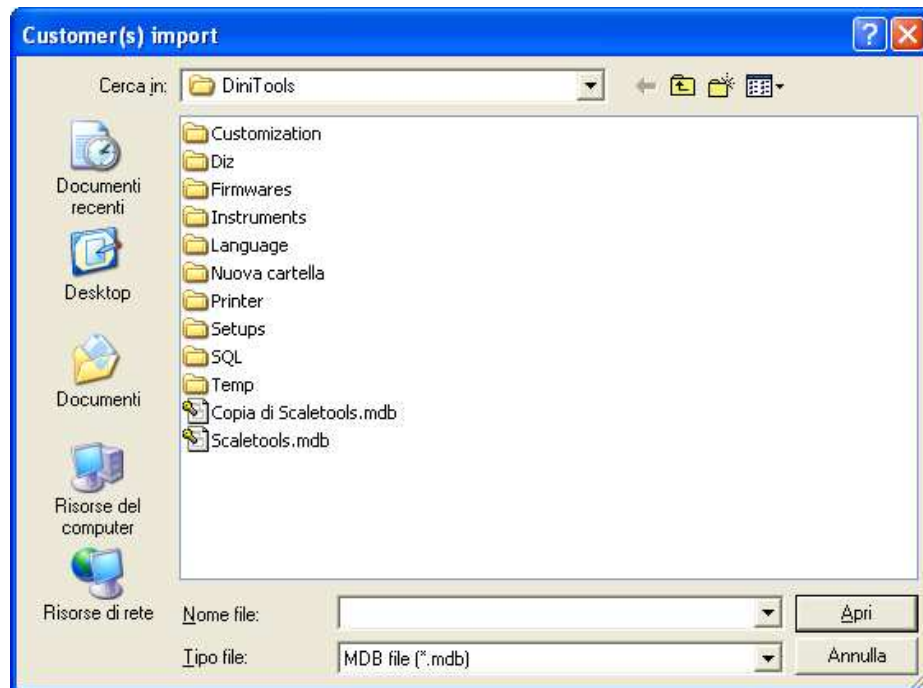 Customer(s) import
Cerca in:
DiniTools
Documenti
recenti
Desktop
Documenti
Risorse del
computer
Risorse di rete
Customization
Diz
Firmwares
Instruments
Language
Nuova cartella
Printer
Setups
SQL
Temp
Copia di Scaletools.mdb
Scaletools.mdb
Nome file:
Apri
Tipo file:
MDB file (*.mdb)
Annulla